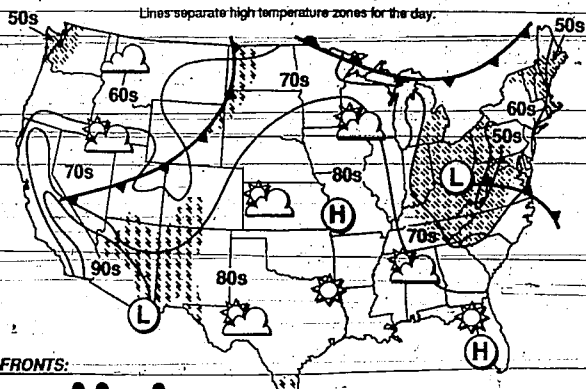 Lines separate high temperature zones for the day.
50s
50s
60s
70s
60s
50s
70s
80s
L
H
70s
90s
80s
L
H
FRONTS: